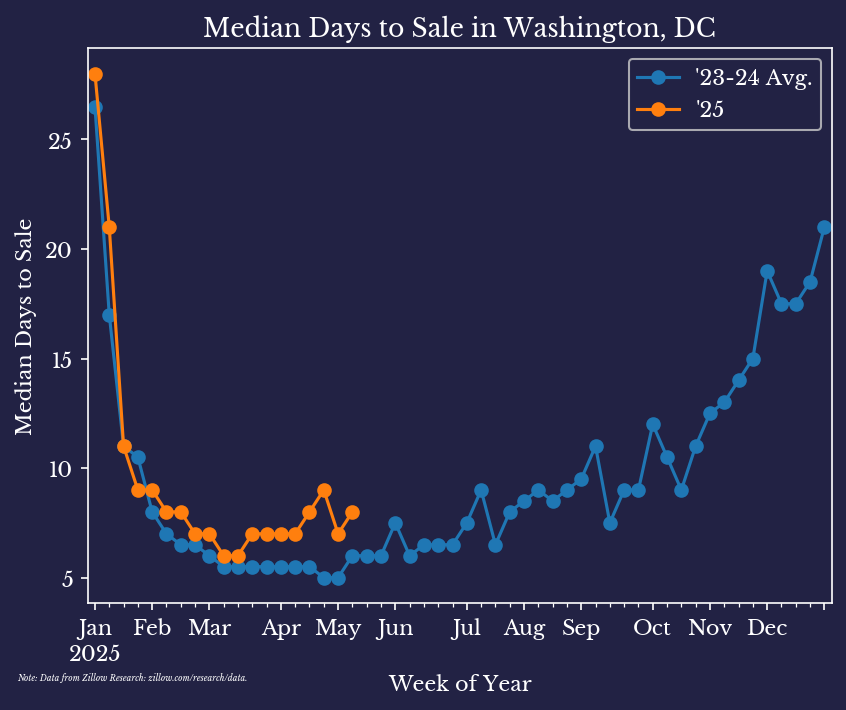 Median Days to Sale in Washington, DC
'23-24 Avg.
'25
Median Days to Sale
25
20
15
10
5
Jan Feb Mar Apr May Jun Jul Aug Sep Oct Nov Dec
2025
Week of Year
Note: Data from Zillow Research: zillow.com/research/data.